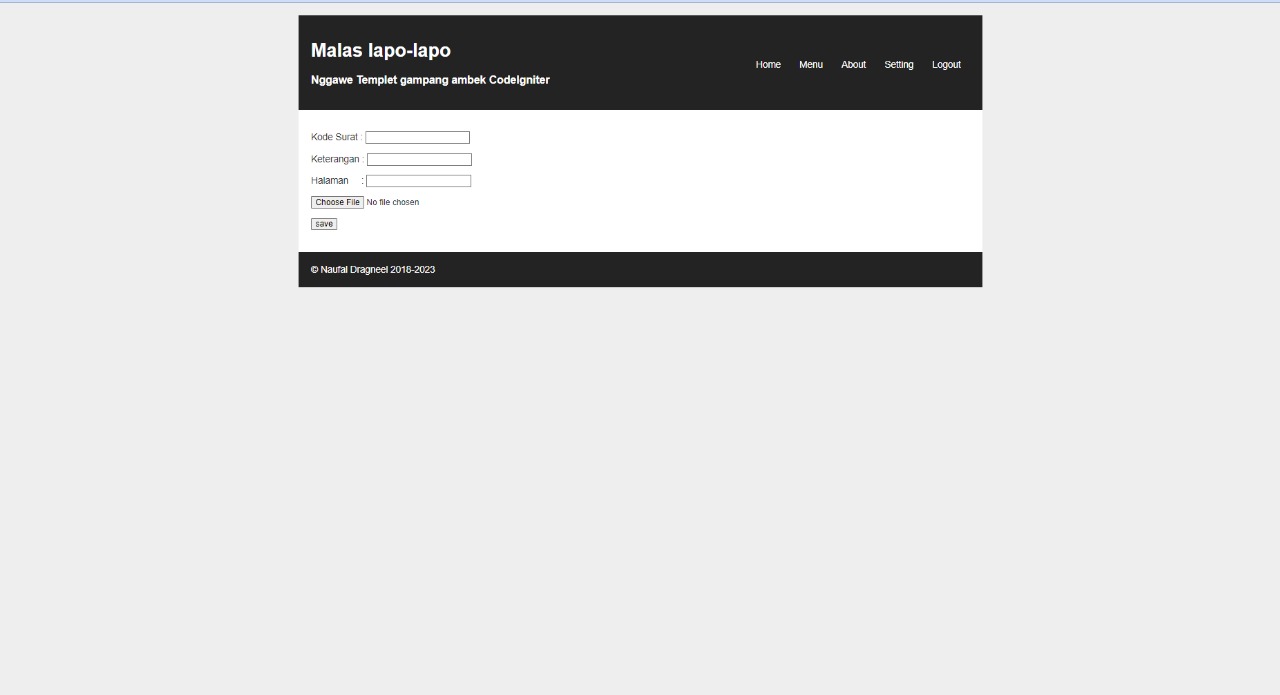 Malas lapo-lapo
Nggawe Templet gampang ambek CodeIgniter
Home Menu About Setting Logout
Kode Surat :
Keterangan :
Halaman :
Choose File No file chosen
save
© Naufal Dragneel 2018-2023